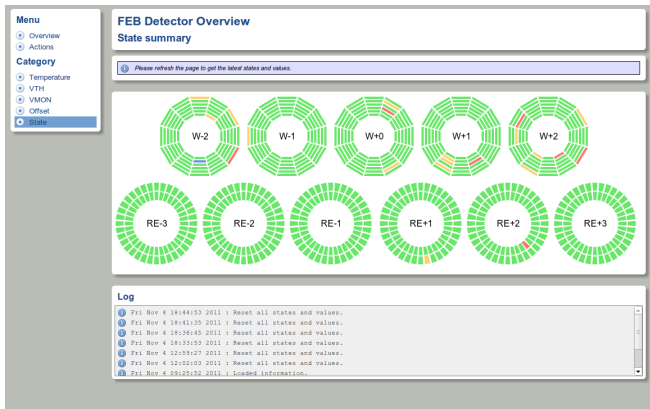 Menu
Overview
Actions
Category
Temperature
VTH
VMON
Offset
State
FEB Detector Overview
State summary
Please refresh the page to get the latest states and values.
W-2 W-1 W+0 W+1 W+2
RE-3 RE-2 RE-1 RE+1 RE+2 RE+3
Log
Fri Nov 4 18:44:53 2011 : Reset all states and values.
Fri Nov 4 18:41:35 2011 : Reset all states and values.
Fri Nov 4 18:36:45 2011 : Reset all states and values.
Fri Nov 4 18:33:53 2011 : Reset all states and values.
Fri Nov 4 12:59:27 2011 : Reset all states and values.
Fri Nov 4 12:02:03 2011 : Reset all states and values.
Fri Nov 4 09:25:52 2011 : Loaded information.